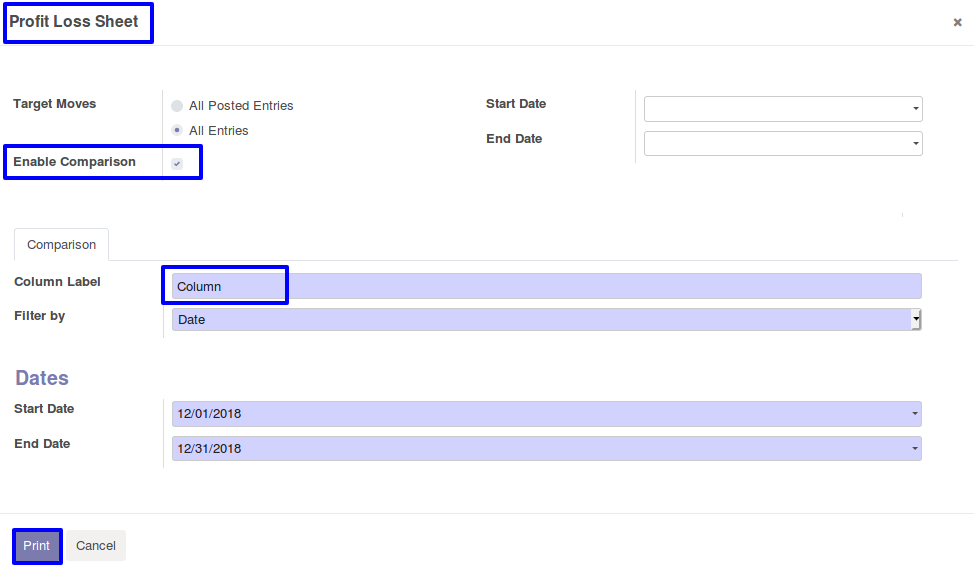 Profit Loss Sheet
×
Target Moves
All Posted Entries
All Entries
Start Date
End Date
Enable Comparison
Comparison
Column Label
Column
Filter by
Date
Dates
Start Date
12/01/2018
End Date
12/31/2018
Print
Cancel